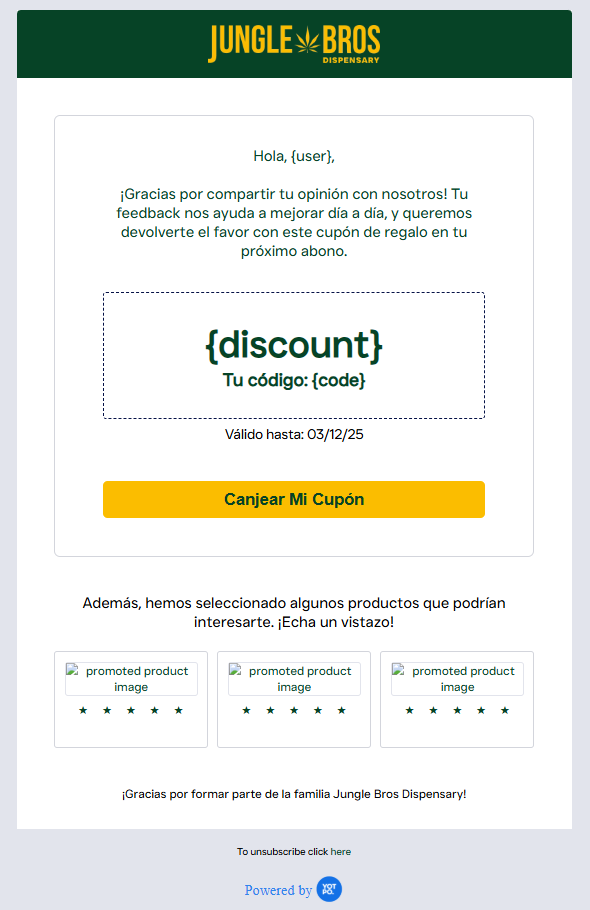 JUNGLE BROS
DISPENSARY
Hola, {user},
¡Gracias por compartir tu opinión con nosotros! Tu
feedback nos ayuda a mejorar día a día, y queremos
devolverte el favor con este cupón de regalo en tu
próximo abono.
{discount}
Tu código: {code}
Válido hasta: 03/12/25
Canjear Mi Cupón
Además, hemos seleccionado algunos productos que podrían
interesarte. ¡Echa un vistazo!
promoted product
image
★ ★ ★ ★ ★
promoted product
image
★ ★ ★ ★ ★
promoted product
image
★ ★ ★ ★ ★
¡Gracias por formar parte de la familia Jungle Bros Dispensary!
To unsubscribe click here
Powered by YOTPO.